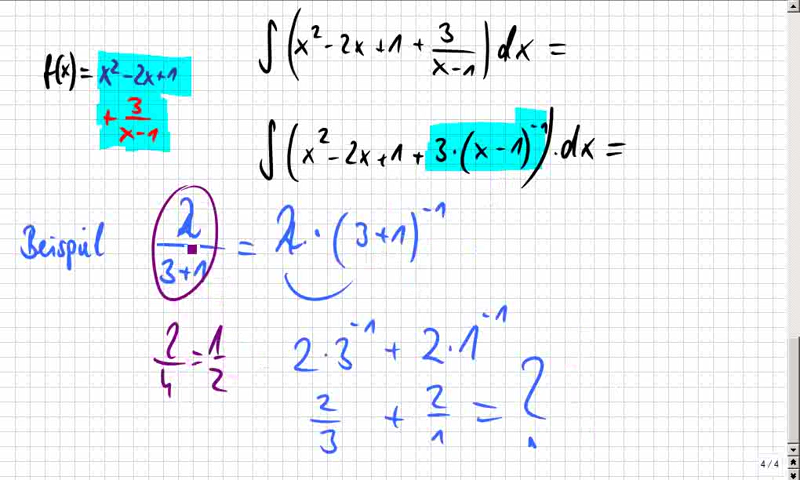 ∫(x² - 2x + 1 + 3/(x-1)) dx =
f(x) = x² - 2x + 1
+ 3/(x-1)
∫(x² - 2x + 1 + 3·(x-1)⁻¹)·dx =
Beispiel 2/(3+1) = 2·(3+1)⁻¹
2/4 = 1/2
2·3⁻¹ + 2·1⁻¹
2/3 + 2/1 = ?
4/4